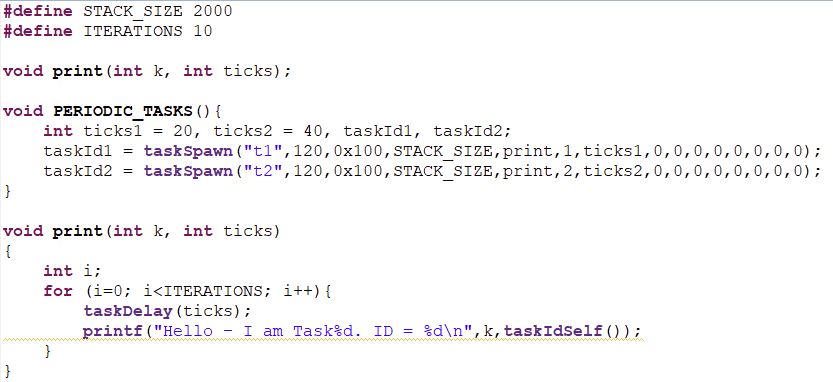 #define STACK_SIZE 2000
#define ITERATIONS 10

void print(int k, int ticks);

void PERIODIC_TASKS(){
    int ticks1 = 20, ticks2 = 40, taskId1, taskId2;
    taskId1 = taskSpawn("t1",120,0x100,STACK_SIZE,print,1,ticks1,0,0,0,0,0,0,0,0);
    taskId2 = taskSpawn("t2",120,0x100,STACK_SIZE,print,2,ticks2,0,0,0,0,0,0,0,0);
}

void print(int k, int ticks)
{
    int i;
    for (i=0; i<ITERATIONS; i++){
        taskDelay(ticks);
        printf("Hello - I am Task%d. ID = %d\n",k,taskIdSelf());
    }
}